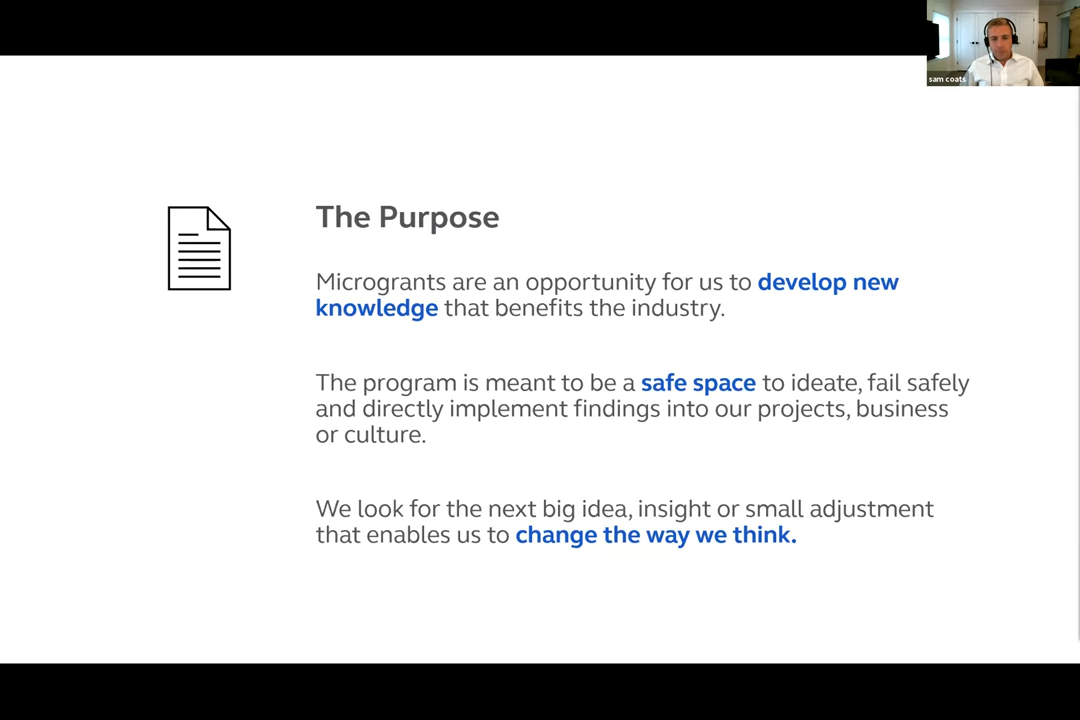 sam coats
The Purpose
Microgrants are an opportunity for us to develop new
knowledge that benefits the industry.
The program is meant to be a safe space to ideate, fail safely
and directly implement findings into our projects, business
or culture.
We look for the next big idea, insight or small adjustment
that enables us to change the way we think.